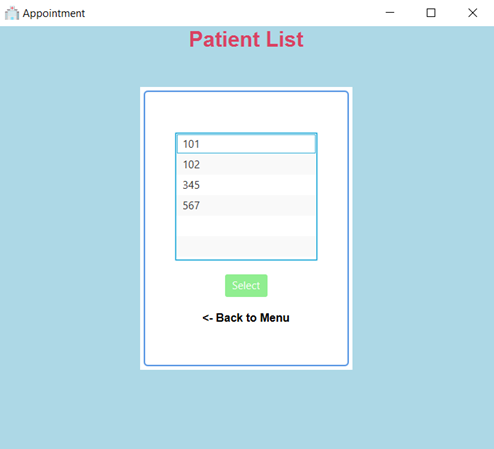 Appointment
Patient List
101
102
345
567
Select
<- Back to Menu